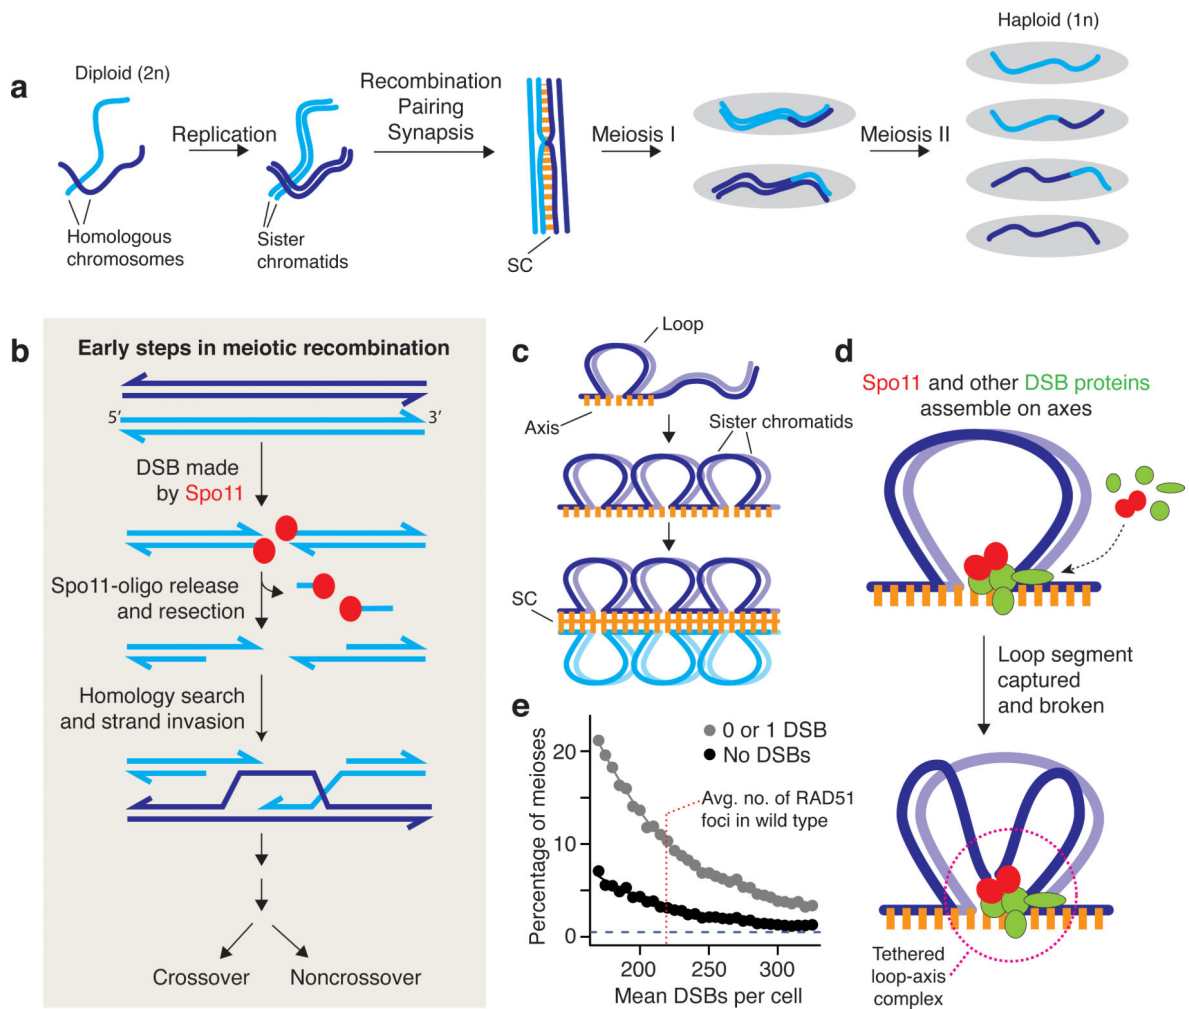 a
Diploid (2n)
Homologous
chromosomes
Replication
Sister
chromatids
Recombination
Pairing
Synapsis
SC
Meiosis I
Meiosis II
Haploid (1n)
b
Early steps in meiotic recombination
5′
3′
DSB made
by Spo11
Spo11-oligo release
and resection
Homology search
and strand invasion
Crossover
Noncrossover
c
Loop
Axis
Sister chromatids
SC
d
Spo11 and other DSB proteins
assemble on axes
Loop segment
captured
and broken
Tethered
loop-axis
complex
e
0 or 1 DSB
No DSBs
Avg. no. of RAD51
foci in wild type
Percentage of meioses
20
10
0
200
250
300
Mean DSBs per cell